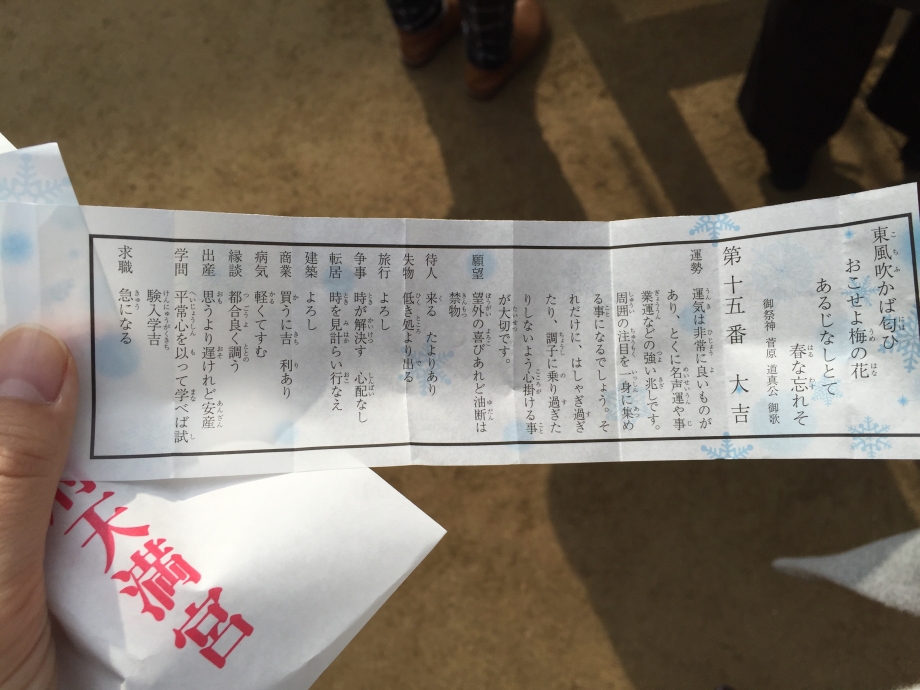 東風吹かば匂ひ
おこせよ梅の花
あるじなしとて
春な忘れそ
御祭神 菅原 道真公 御歌
第十五番 大吉
運勢 運気は非常に良いものが
あり、とくに名声運や事
業運などの強い兆しです。
周囲の注目を一身に集め
る事になるでしょう。そ
れだけに、はしゃぎ過ぎ
たり、調子に乗り過ぎた
りしないよう心掛ける事
が大切です。
願望 望外の喜びあれど油断は
禁物
待人 来る たよりあり
失物 低き処より出る
旅行 よろし
争事 時が解決す 心配なし
転居 時を見計らい行なえ
建築 よろし
商業 買うに吉 利あり
病気 軽くてすむ
縁談 都合良く調う
出産 思うより遅けれど安産
学問 平常心を以って学べば試
験入学吉
求職 急になる
天満宮